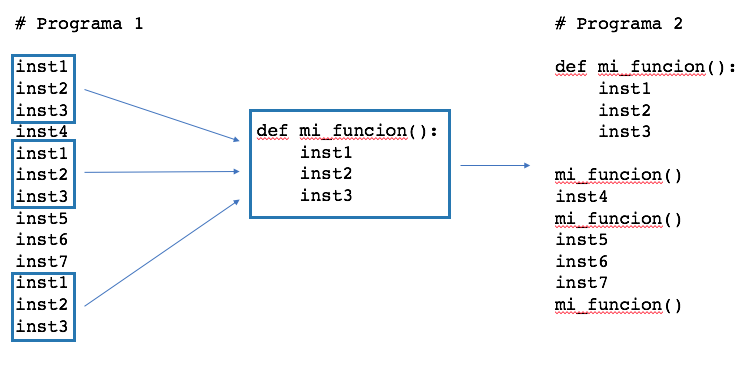 # Programa 1
inst1
inst2
inst3
inst4
inst1
inst2
inst3
inst5
inst6
inst7
inst1
inst2
inst3
def mi_funcion():
    inst1
    inst2
    inst3
# Programa 2
def mi_funcion():
    inst1
    inst2
    inst3
mi_funcion()
inst4
mi_funcion()
inst5
inst6
inst7
mi_funcion()